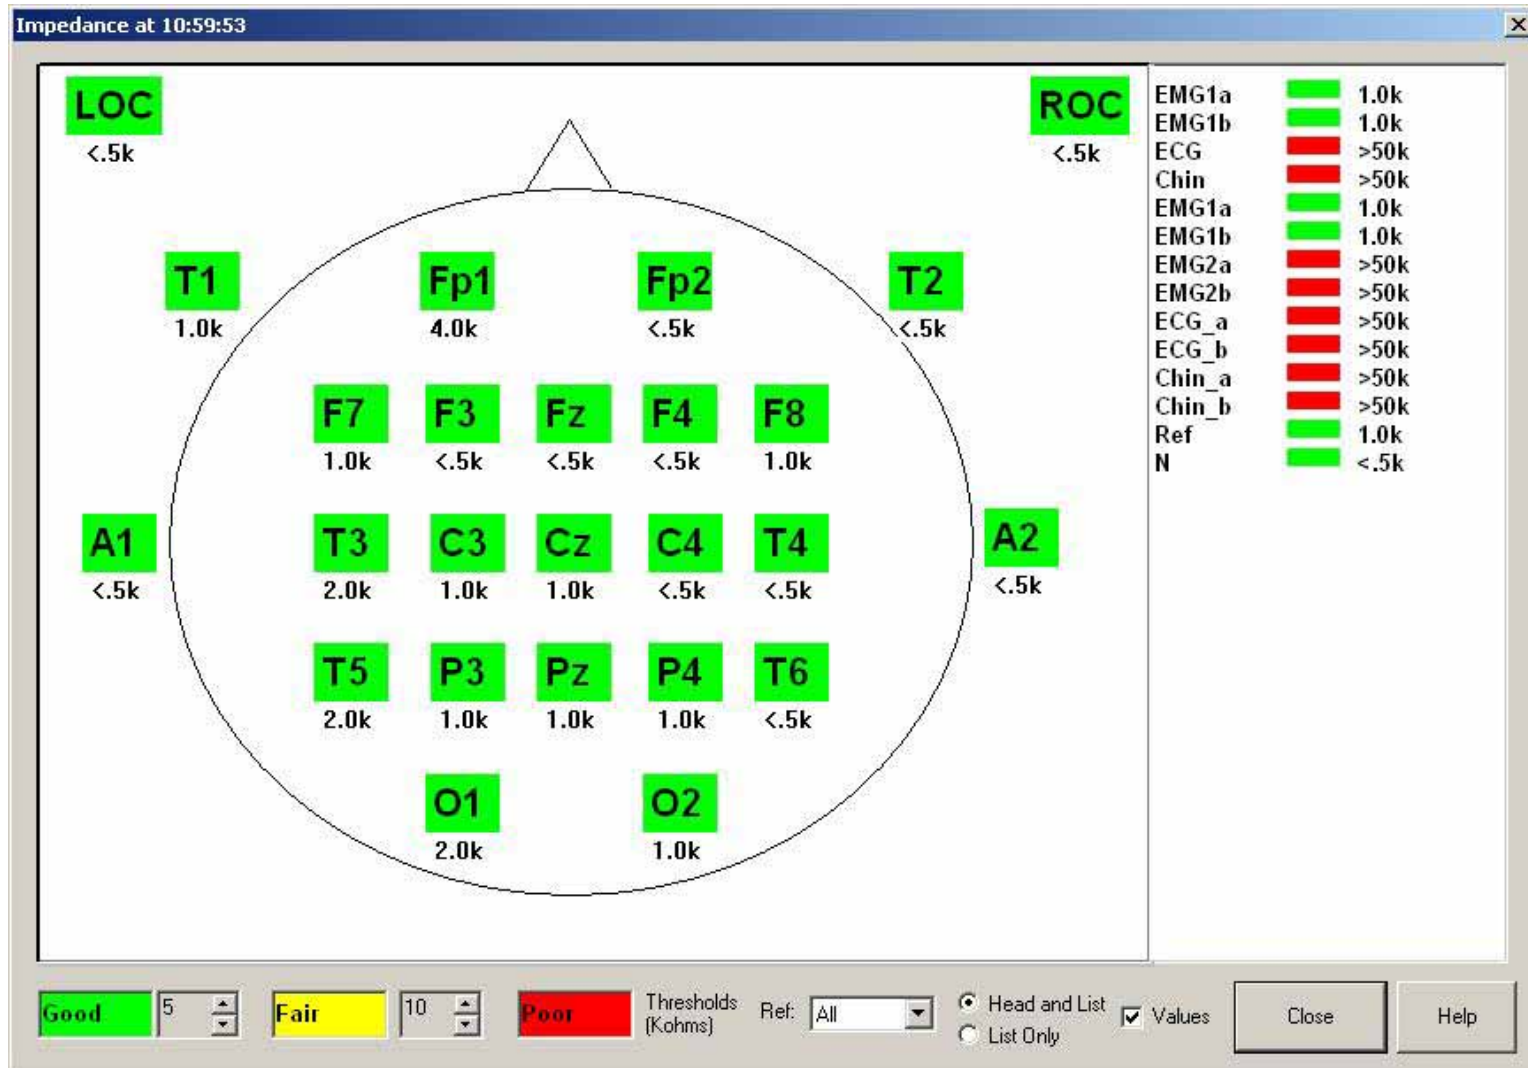 Impedance at 10:59:53
LOC
<.5k
ROC
<.5k
T1
1.0k
Fp1
4.0k
Fp2
<.5k
T2
<.5k
F7
1.0k
F3
<.5k
Fz
<.5k
F4
<.5k
F8
1.0k
A1
<.5k
T3
2.0k
C3
1.0k
Cz
1.0k
C4
<.5k
T4
<.5k
A2
<.5k
T5
2.0k
P3
1.0k
Pz
1.0k
P4
1.0k
T6
<.5k
O1
2.0k
O2
1.0k
EMG1a 1.0k
EMG1b 1.0k
ECG >50k
Chin >50k
EMG1a 1.0k
EMG1b 1.0k
EMG2a >50k
EMG2b >50k
ECG_a >50k
ECG_b >50k
Chin_a >50k
Chin_b >50k
Ref 1.0k
N <.5k
Good 5
Fair 10
Poor
Thresholds
(Kohms)
Ref: All
Head and List
List Only
Values
Close
Help